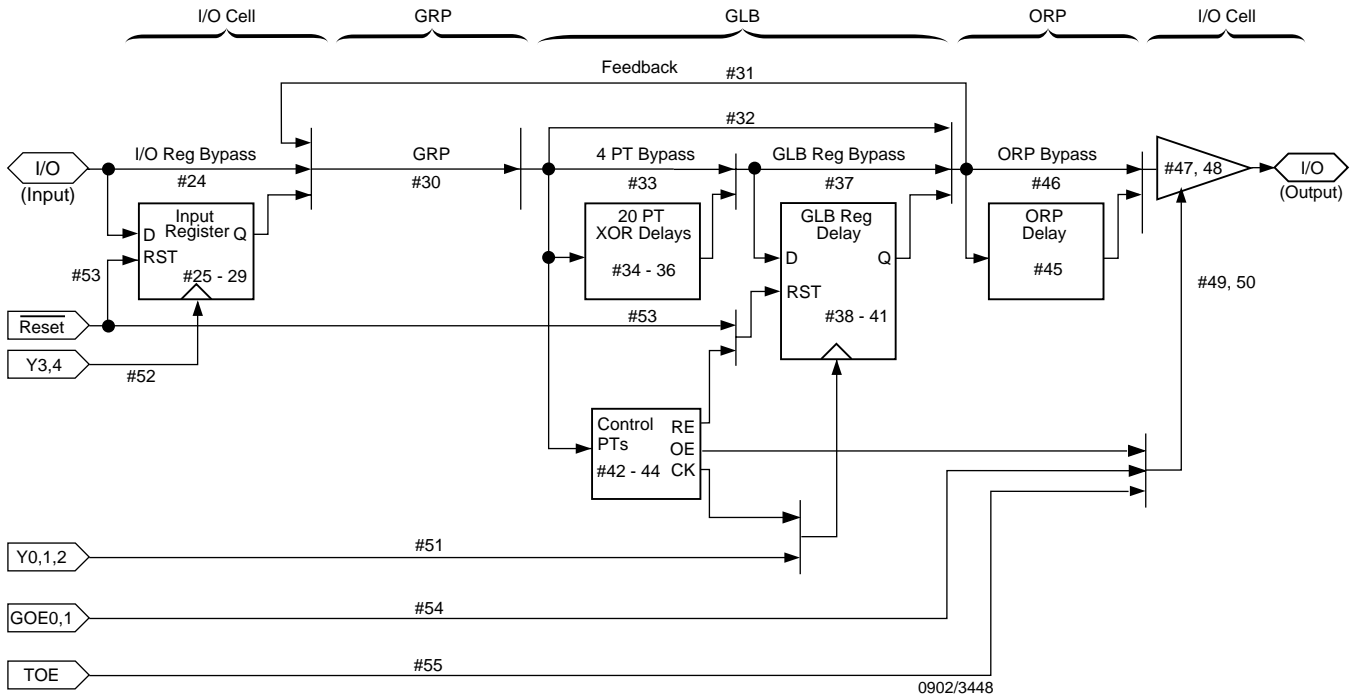 I/O Cell
GRP
GLB
ORP
I/O Cell
Feedback
#31
#32
I/O
(Input)
I/O Reg Bypass
#24
GRP
#30
4 PT Bypass
#33
GLB Reg Bypass
#37
ORP Bypass
#46
#47, 48
I/O
(Output)
Input
Register
D
Q
RST
#25 - 29
20 PT
XOR Delays
#34 - 36
GLB Reg
Delay
D
Q
RST
#38 - 41
ORP
Delay
#45
#49, 50
#53
Reset
#53
Y3,4
#52
Control
PTs
#42 - 44
RE
OE
CK
Y0,1,2
#51
GOE0,1
#54
TOE
#55
0902/3448